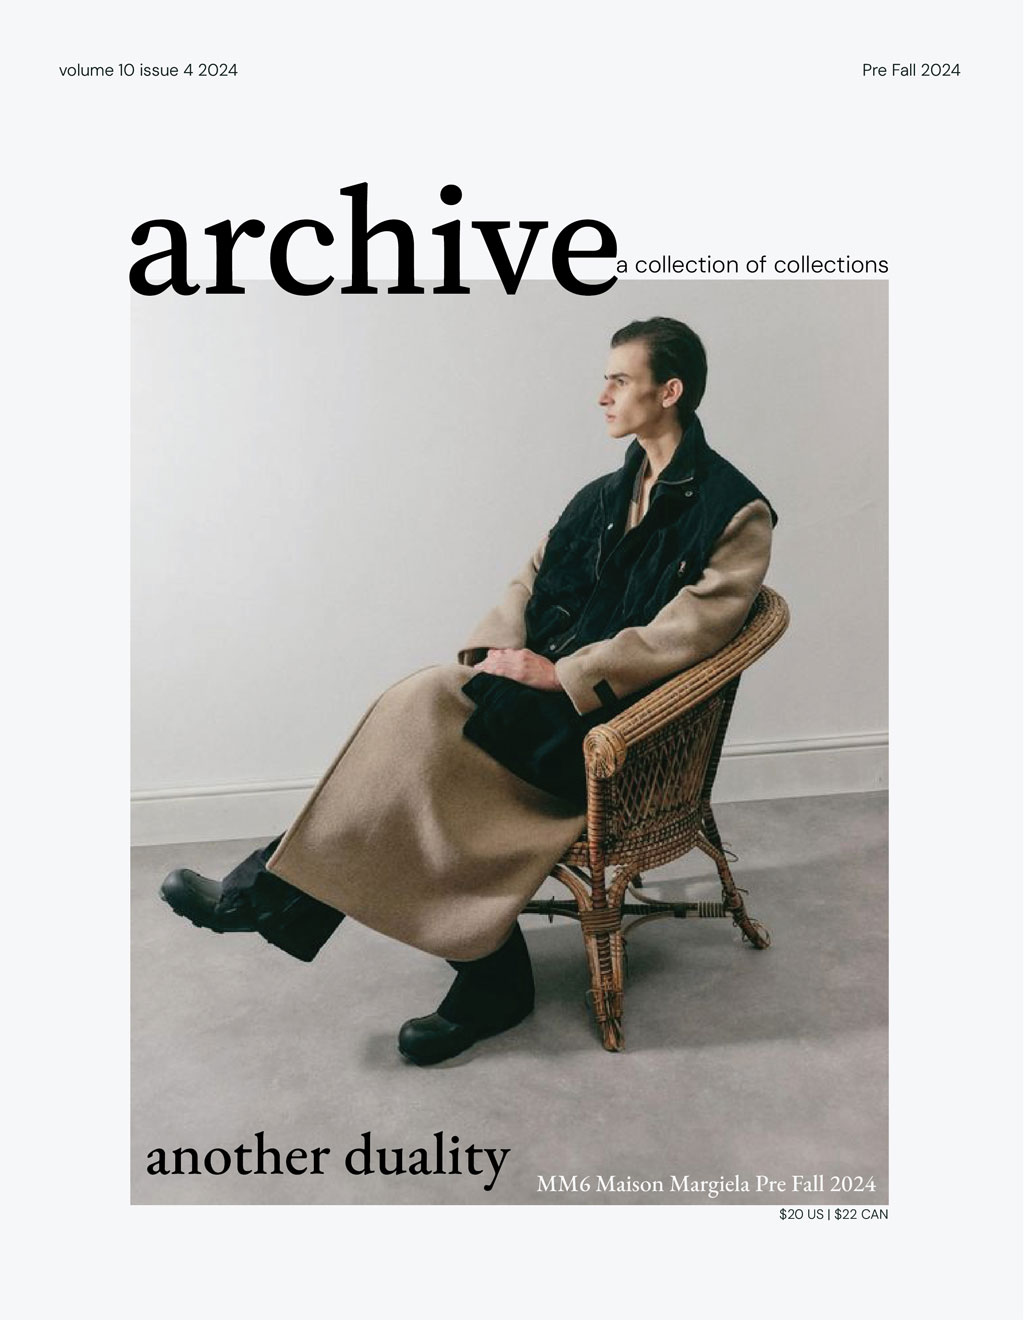 volume 10 issue 4 2024
Pre Fall 2024
archive
a collection of collections
another duality
MM6 Maison Margiela Pre Fall 2024
$20 US | $22 CAN